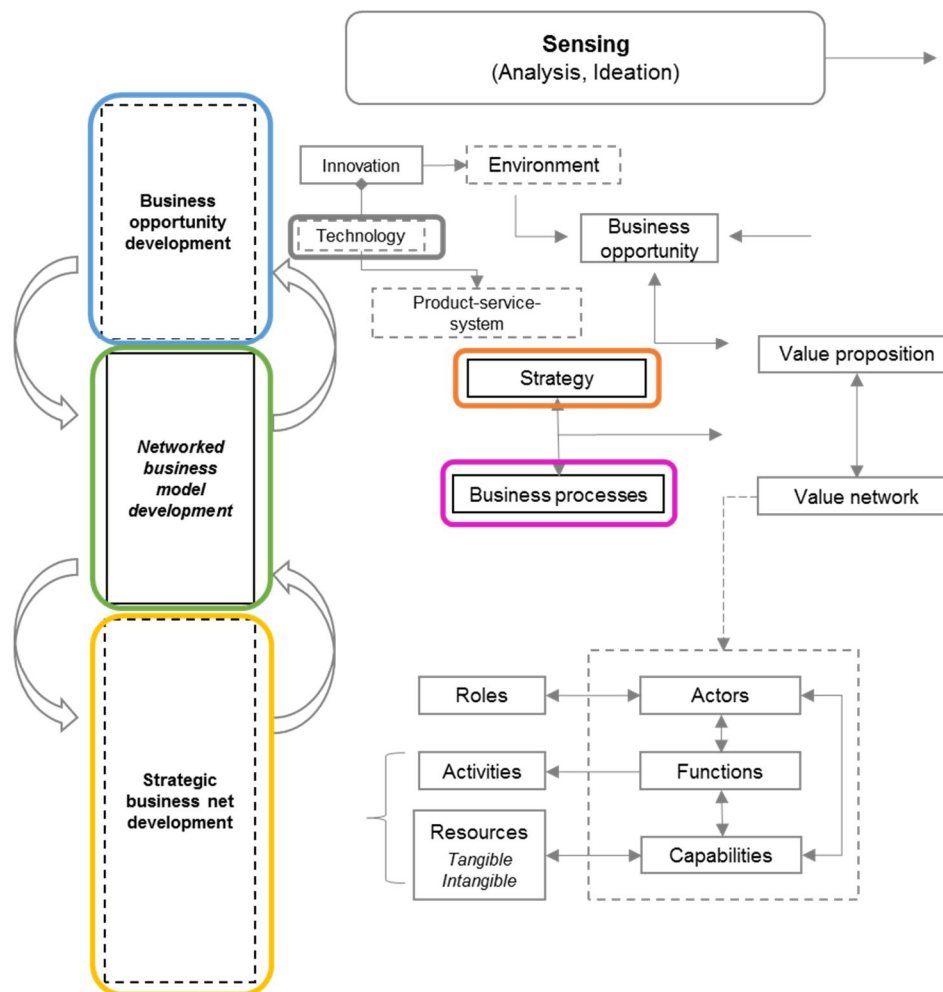 Sensing
(Analysis, Ideation)
Innovation
Environment
Business
opportunity
development
Technology
Business
opportunity
Product-service-
system
Value proposition
Strategy
Networked
business
model
development
Business processes
Value network
Roles
Actors
Strategic
business net
development
Activities
Functions
Resources
Tangible
Intangible
Capabilities